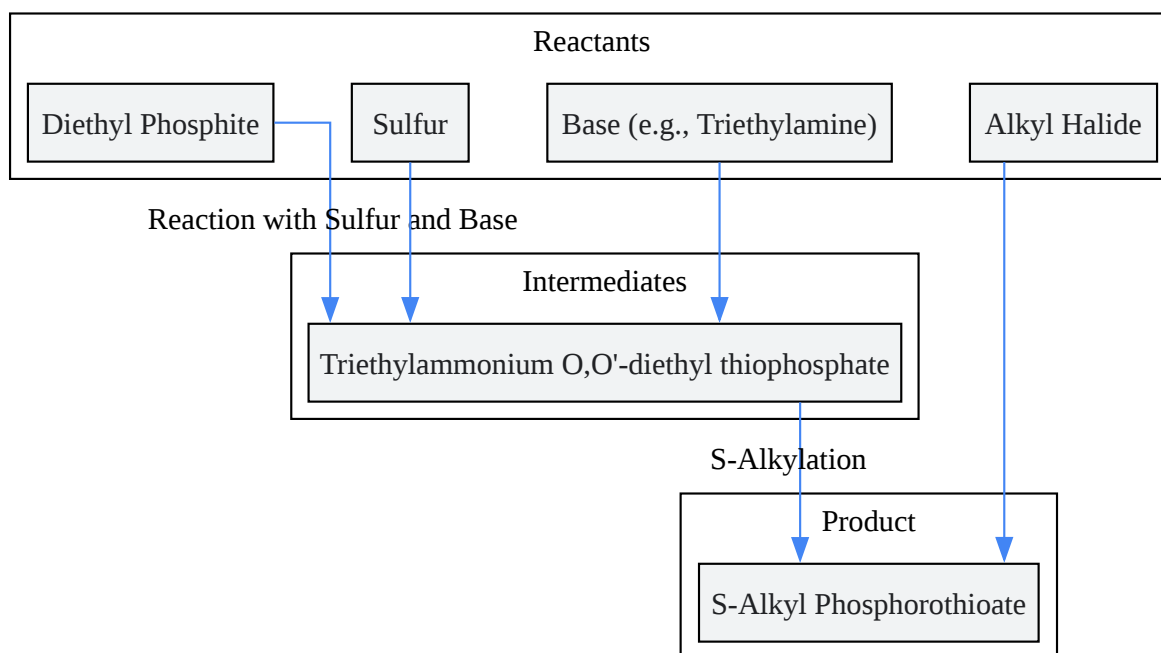 Reactants
Diethyl Phosphite
Sulfur
Base (e.g., Triethylamine)
Alkyl Halide
Reaction with Sulfur and Base
Intermediates
Triethylammonium O,O'-diethyl thiophosphate
S-Alkylation
Product
S-Alkyl Phosphorothioate